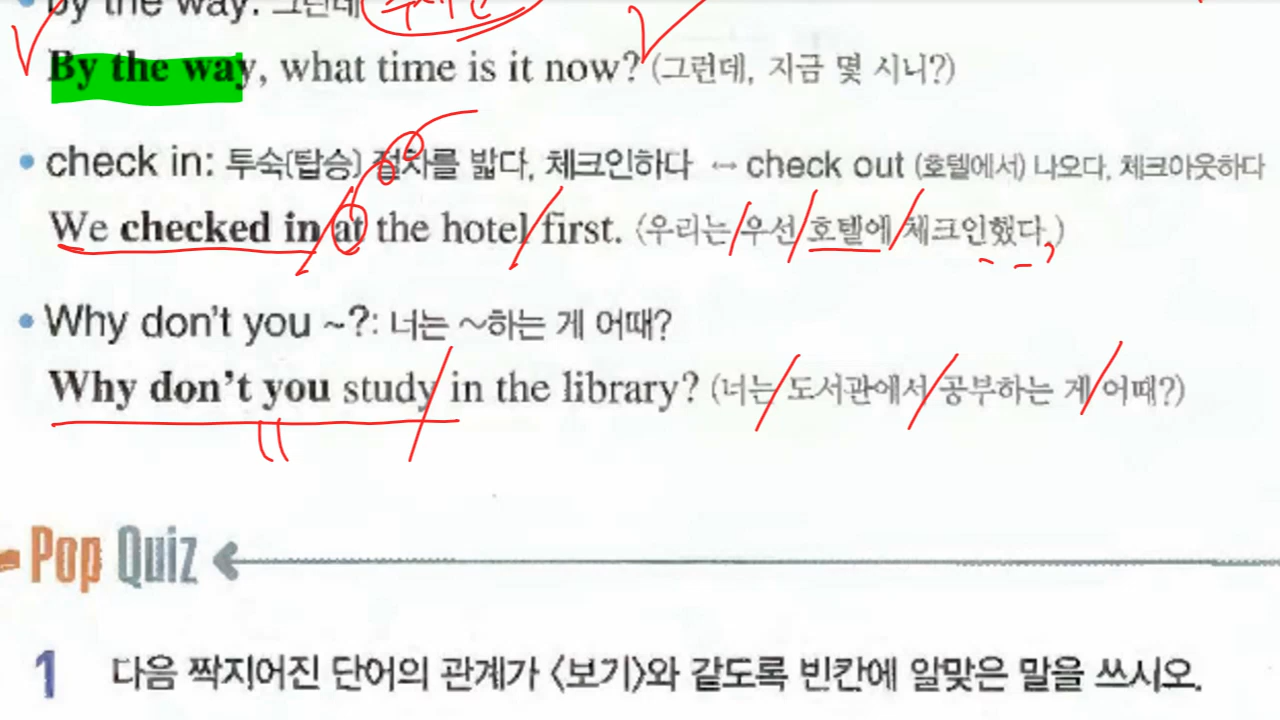 • by the way: 그런데
By the way, what time is it now? (그런데, 지금 몇 시니?)
• check in: 투숙(탑승) 절차를 밟다, 체크인하다 ↔ check out (호텔에서) 나오다, 체크아웃하다
We checked in at the hotel first. (우리는 우선 호텔에 체크인했다.)
• Why don't you ~?: 너는 ~하는 게 어때?
Why don't you study in the library? (너는 도서관에서 공부하는 게 어때?)
Pop Quiz
1 다음 짝지어진 단어의 관계가 〈보기〉와 같도록 빈칸에 알맞은 말을 쓰시오.